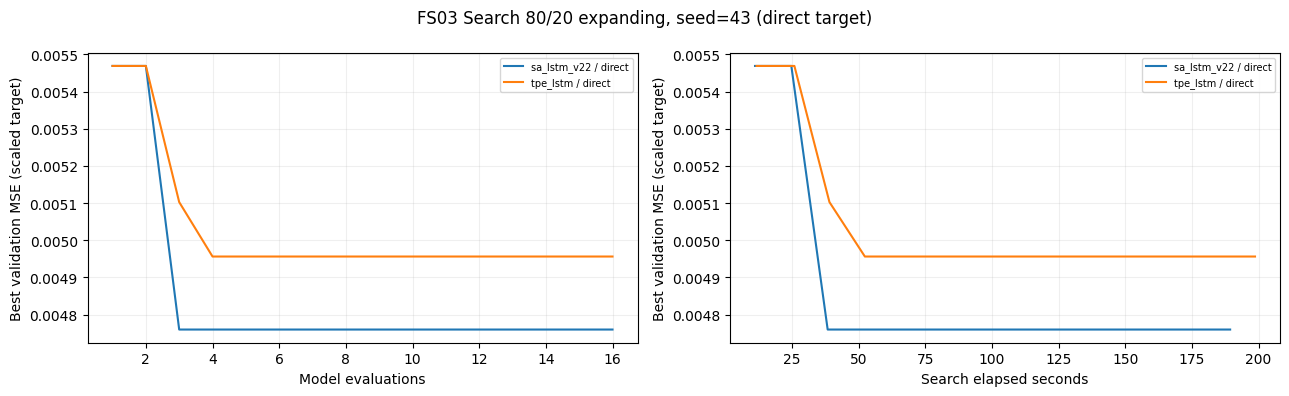 FS03 Search 80/20 expanding, seed=43 (direct target)
Best validation MSE (scaled target)
0.0055
0.0054
0.0053
0.0052
0.0051
0.0050
0.0049
0.0048
sa_lstm_v22 / direct
tpe_lstm / direct
2 4 6 8 10 12 14 16
Model evaluations
Best validation MSE (scaled target)
0.0055
0.0054
0.0053
0.0052
0.0051
0.0050
0.0049
0.0048
sa_lstm_v22 / direct
tpe_lstm / direct
25 50 75 100 125 150 175 200
Search elapsed seconds